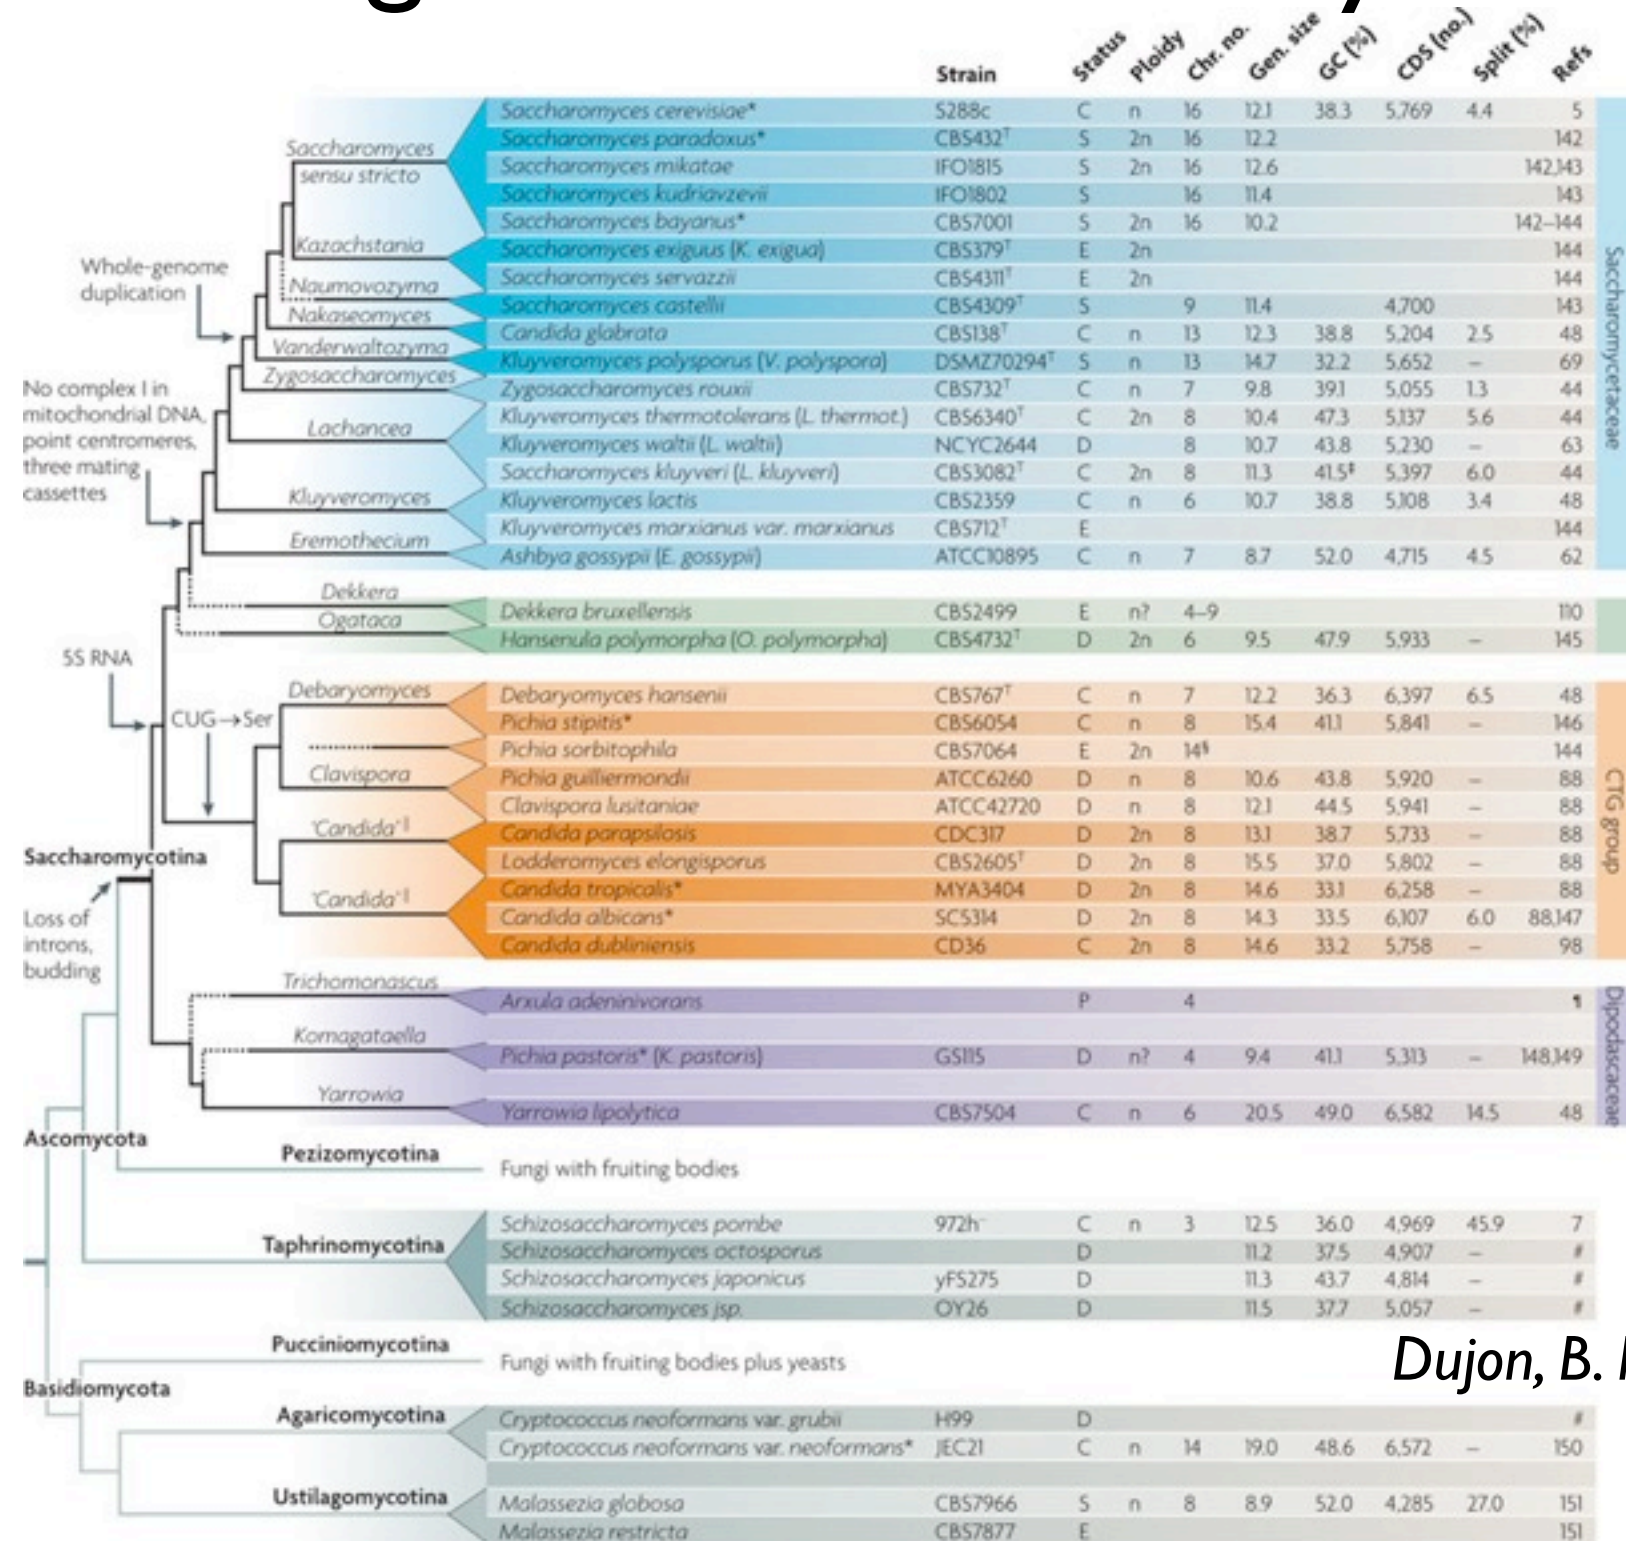 Strain Status Ploidy Chr. no. Gen. size GC (%) CDS (no.) Split (%) Refs
Saccharomyces cerevisiae* S288c C n 16 12.1 38.3 5,769 4.4 5
Saccharomyces paradoxus* CBS432ᵀ S 2n 16 12.2 142
Saccharomyces
sensu stricto
Saccharomyces mikatae IFO1815 S 2n 16 12.6 142,143
Saccharomyces kudriavzevii IFO1802 S 16 11.4 143
Saccharomyces bayanus* CBS7001 S 2n 16 10.2 142–144
Kazachstania
Saccharomyces exiguus (K. exigua) CBS379ᵀ E 2n 144
Saccharomyces servazzii CBS4311ᵀ E 2n 144
Whole-genome
duplication
Naumovozyma
Saccharomyces castellii CBS4309ᵀ S 9 11.4 4,700 143
Nakaseomyces
Candida glabrata CBS138ᵀ C n 13 12.3 38.8 5,204 2.5 48
Vanderwaltozyma
Kluyveromyces polysporus (V. polyspora) DSMZ70294ᵀ S n 13 14.7 32.2 5,652 – 69
Zygosaccharomyces
Zygosaccharomyces rouxii CBS732ᵀ C n 7 9.8 39.1 5,055 1.3 44
No complex I in
mitochondrial DNA,
point centromeres,
three mating
cassettes
Kluyveromyces thermotolerans (L. thermot.) CBS6340ᵀ C 2n 8 10.4 47.3 5,137 5.6 44
Lachancea
Kluyveromyces waltii (L. waltii) NCYC2644 D 8 10.7 43.8 5,230 – 63
Saccharomyces kluyveri (L. kluyveri) CBS3082ᵀ C 2n 8 11.3 41.5‡ 5,397 6.0 44
Kluyveromyces
Kluyveromyces lactis CBS2359 C n 6 10.7 38.8 5,108 3.4 48
Kluyveromyces marxianus var. marxianus CBS712ᵀ E 144
Eremothecium
Ashbya gossypii (E. gossypii) ATCC10895 C n 7 8.7 52.0 4,715 4.5 62
Saccharomycetaceae
Dekkera
Dekkera bruxellensis CBS2499 E n? 4–9 110
Ogataca
Hansenula polymorpha (O. polymorpha) CBS4732ᵀ D 2n 6 9.5 47.9 5,933 – 145
5S RNA
CUG→Ser
Debaryomyces
Debaryomyces hansenii CBS767ᵀ C n 7 12.2 36.3 6,397 6.5 48
Pichia stipitis* CBS6054 C n 8 15.4 41.1 5,841 – 146
Pichia sorbitophila CBS7064 E 2n 14§ 144
Clavispora
Pichia guilliermondii ATCC6260 D n 8 10.6 43.8 5,920 – 88
Clavispora lusitaniae ATCC42720 D n 8 12.1 44.5 5,941 – 88
'Candida'‖
Candida parapsilosis CDC317 D 2n 8 13.1 38.7 5,733 – 88
Lodderomyces elongisporus CBS2605ᵀ D 2n 8 15.5 37.0 5,802 – 88
'Candida'‖
Candida tropicalis* MYA3404 D 2n 8 14.6 33.1 6,258 – 88
Candida albicans* SC5314 D 2n 8 14.3 33.5 6,107 6.0 88,147
Candida dubliniensis CD36 C 2n 8 14.6 33.2 5,758 – 98
CTG group
Saccharomycotina
Loss of
introns,
budding
Trichomonascus
Arxula adeninivorans P 4 ¶
Komagataella
Pichia pastoris* (K. pastoris) GS115 D n? 4 9.4 41.1 5,313 – 148,149
Yarrowia
Yarrowia lipolytica CBS7504 C n 6 20.5 49.0 6,582 14.5 48
Dipodascaceae
Ascomycota
Pezizomycotina
Fungi with fruiting bodies
Taphrinomycotina
Schizosaccharomyces pombe 972h⁻ C n 3 12.5 36.0 4,969 45.9 7
Schizosaccharomyces octosporus D 11.2 37.5 4,907 – #
Schizosaccharomyces japonicus yFS275 D 11.3 43.7 4,814 – #
Schizosaccharomyces jsp. OY26 D 11.5 37.7 5,057 – #
Pucciniomycotina
Fungi with fruiting bodies plus yeasts
Dujon, B.
Basidiomycota
Agaricomycotina
Cryptococcus neoformans var. grubii H99 D #
Cryptococcus neoformans var. neoformans* JEC21 C n 14 19.0 48.6 6,572 – 150
Ustilagomycotina
Malassezia globosa CBS7966 S n 8 8.9 52.0 4,285 27.0 151
Malassezia restricta CBS7877 E 151